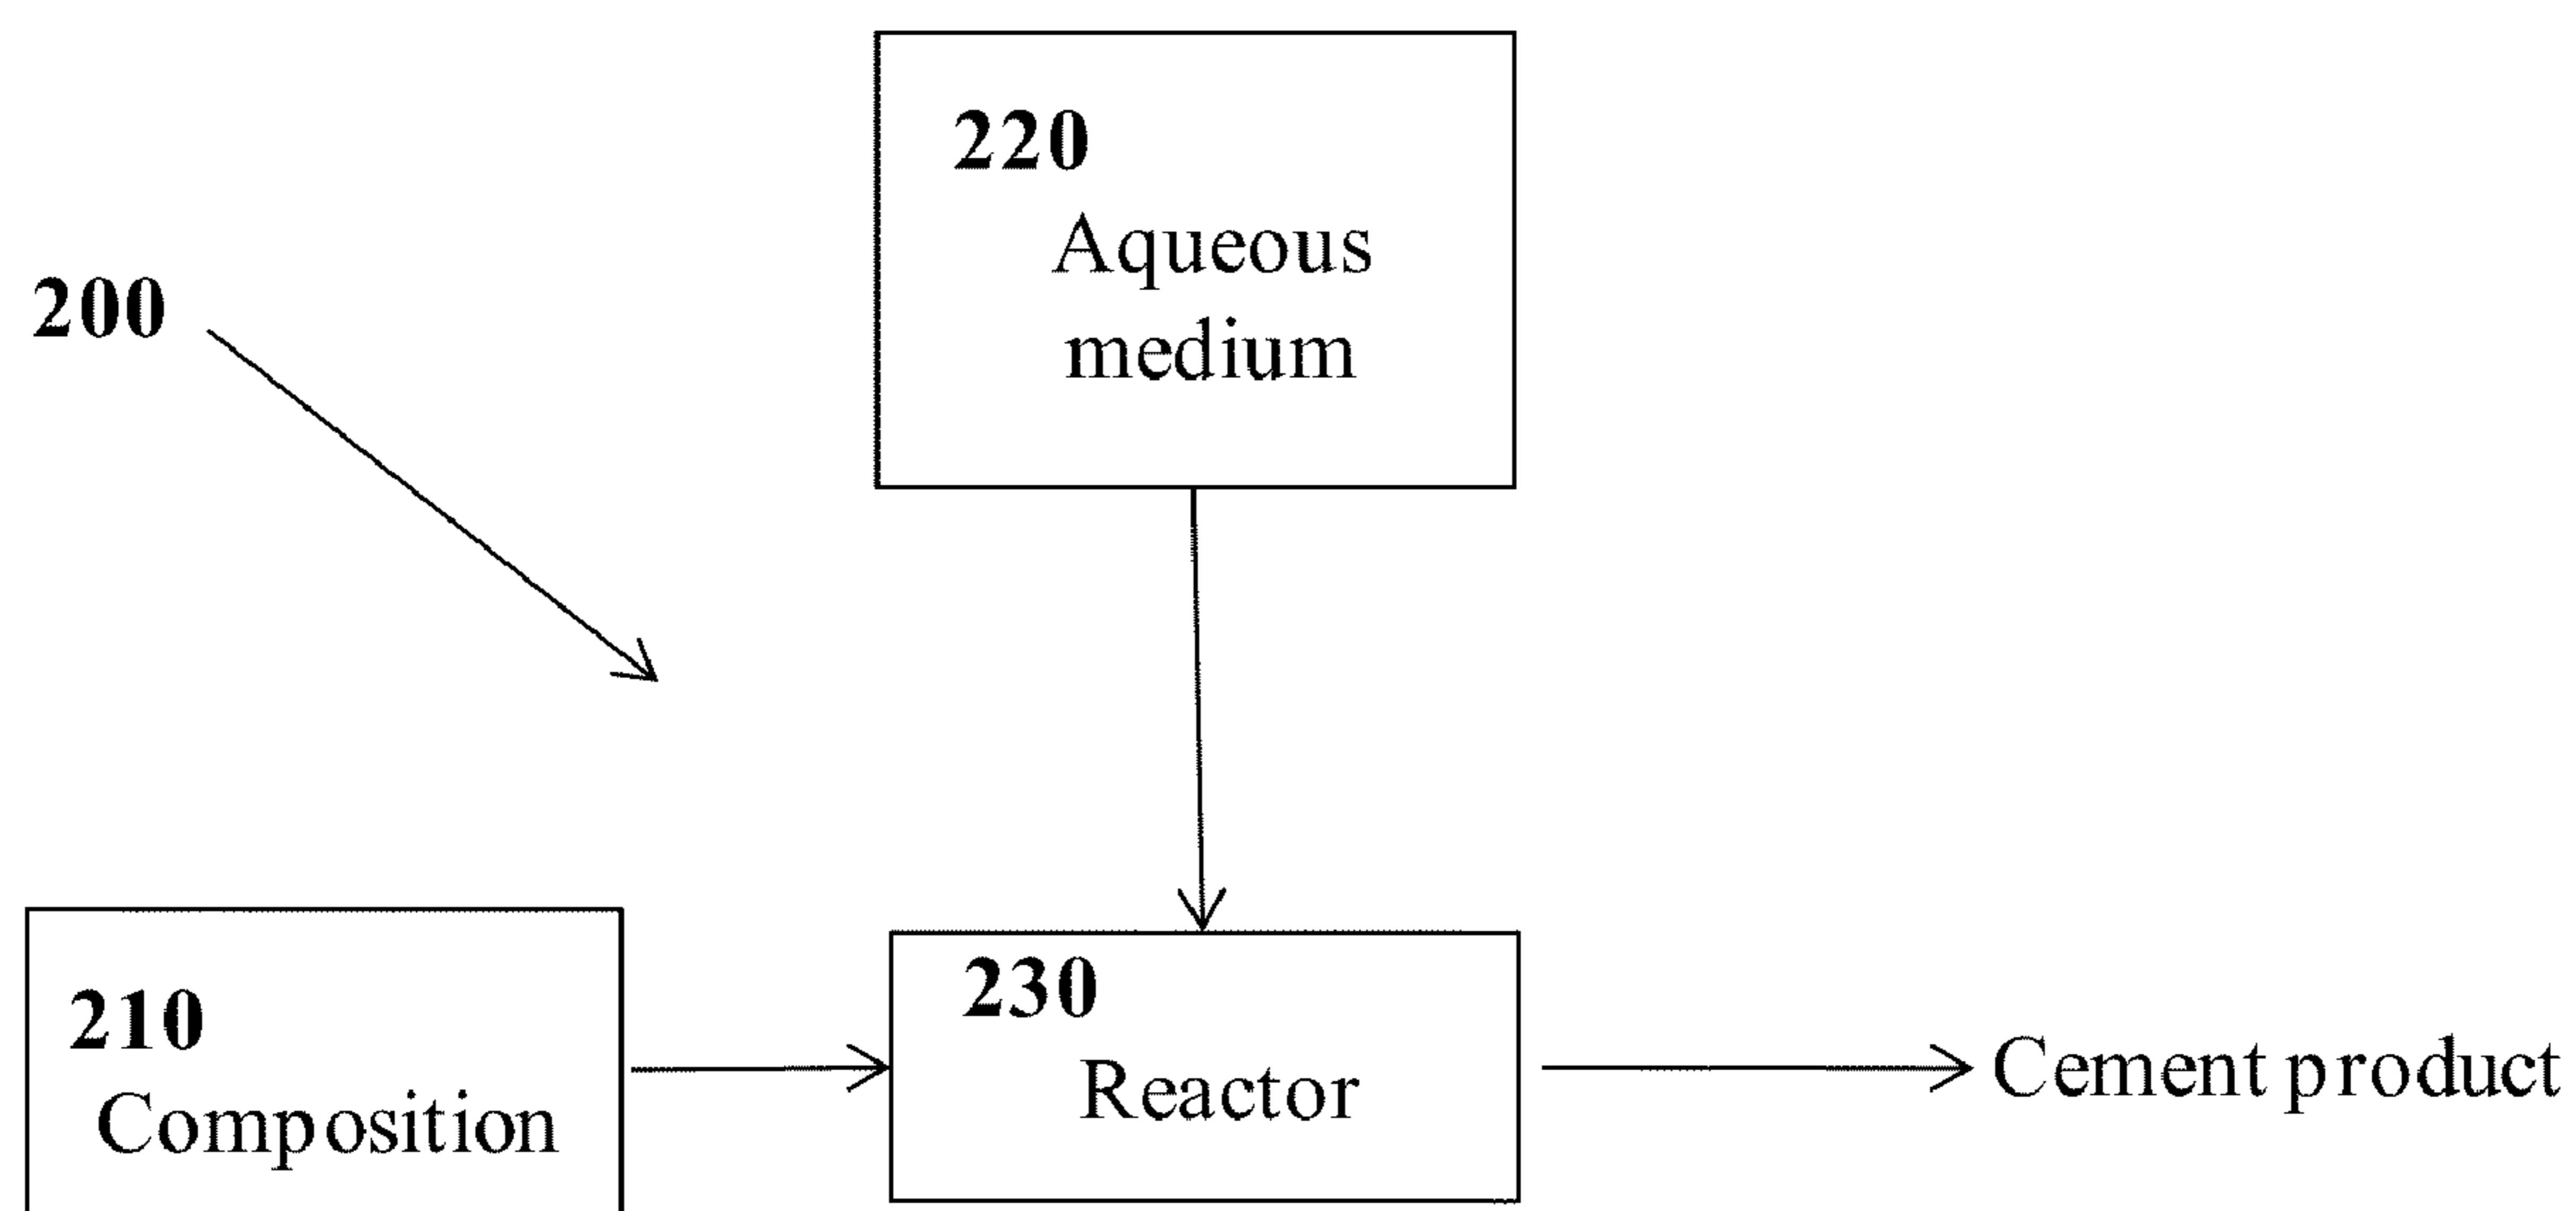 220
Aqueous
medium
200
210
Composition
230
Reactor
Cement product